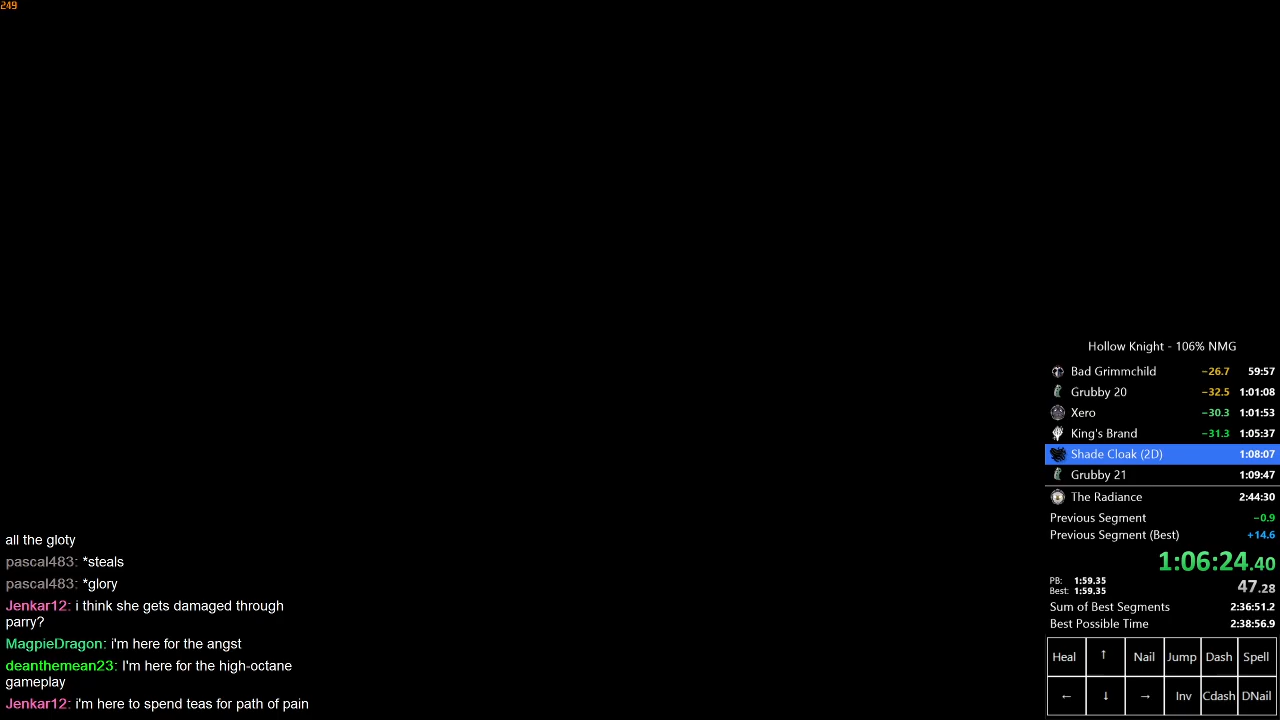 249
Hollow Knight - 106% NMG
Bad Grimmchild −26.7 59:57
Grubby 20 −32.5 1:01:08
Xero −30.3 1:01:53
King's Brand −31.3 1:05:37
Shade Cloak (2D) 1:08:07
Grubby 21 1:09:47
The Radiance 2:44:30
Previous Segment −0.9
Previous Segment (Best) +14.6
1:06:24.40
PB: 1:59.35
Best: 1:59.35
47.28
Sum of Best Segments 2:36:51.2
Best Possible Time 2:38:56.9
Heal ↑ Nail Jump Dash Spell
← ↓ → Inv Cdash DNail
all the gloty
pascal483: *steals
pascal483: *glory
Jenkar12: i think she gets damaged through
parry?
MagpieDragon: i'm here for the angst
deanthemean23: I'm here for the high-octane
gameplay
Jenkar12: i'm here to spend teas for path of pain